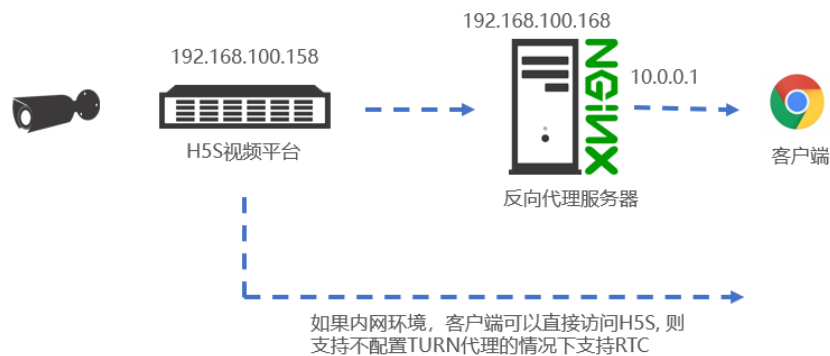 192.168.100.168
192.168.100.158
NGINX
10.0.0.1
H5S视频平台
客户端
反向代理服务器
如果内网环境，客户端可以直接访问H5S, 则
支持不配置TURN代理的情况下支持RTC